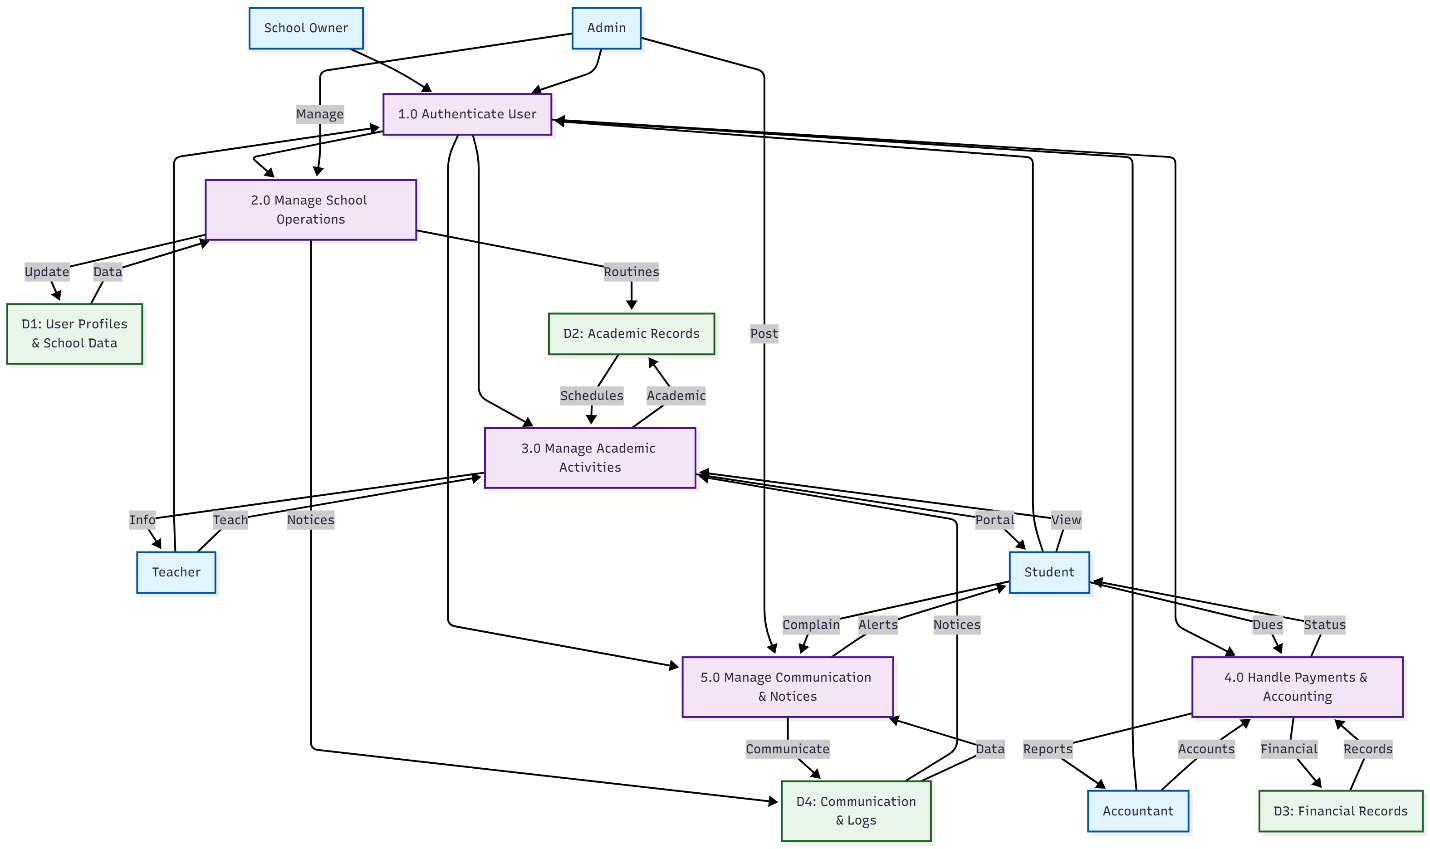 School Owner
Admin
Manage
1.0 Authenticate User
2.0 Manage School
Operations
Update
Data
Routines
D1: User Profiles
& School Data
D2: Academic Records
Post
Schedules
Academic
3.0 Manage Academic
Activities
Info
Teach
Notices
Portal
View
Teacher
Student
Complain
Alerts
Notices
Dues
Status
5.0 Manage Communication
& Notices
4.0 Handle Payments &
Accounting
Communicate
Data
Reports
Accounts
Financial
Records
D4: Communication
& Logs
Accountant
D3: Financial Records